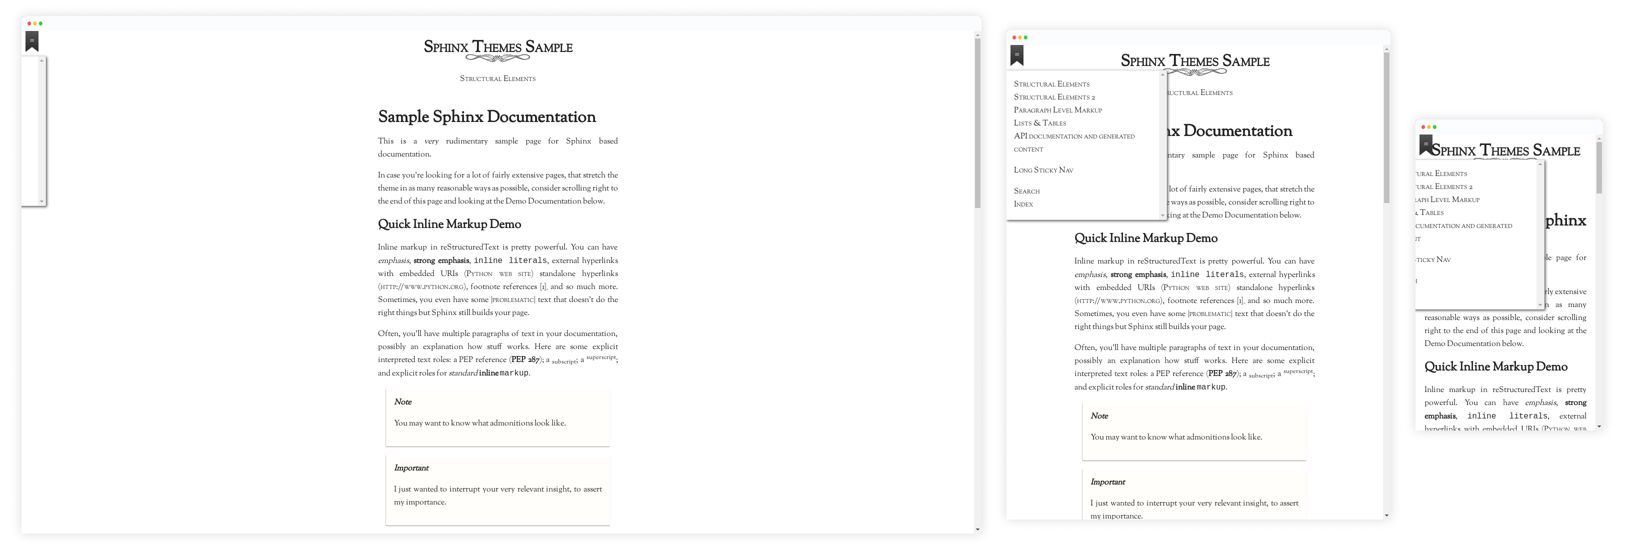 Sphinx Themes Sample
Structural Elements
Sample Sphinx Documentation
This is a very rudimentary sample page for Sphinx based
documentation.
In case you're looking for a lot of fairly extensive pages, that stretch the
theme in as many reasonable ways as possible, consider scrolling right to
the end of this page and looking at the Demo Documentation below.
Quick Inline Markup Demo
Inline markup in reStructuredText is pretty powerful. You can have
emphasis, strong emphasis, inline literals, external hyperlinks
with embedded URIs (Python web site) standalone hyperlinks
(http://www.python.org), footnote references [1], and so much more.
Sometimes, you even have some |problematic| text that doesn't do the
right things but Sphinx still builds your page.
Often, you'll have multiple paragraphs of text in your documentation,
possibly an explanation how stuff works. Here are some explicit
interpreted text roles: a PEP reference (PEP 287); a subscript; a superscript;
and explicit roles for standard inline markup.
Note
You may want to know what admonitions look like.
Important
I just wanted to interrupt your very relevant insight, to assert
my importance.
Sphinx Themes Sample
ructural Elements
Structural Elements
Structural Elements 2
Paragraph Level Markup
Lists & Tables
API documentation and generated
content
Long Sticky Nav
Search
Index
nx Documentation
entary sample page for Sphinx based
lot of fairly extensive pages, that stretch the
e ways as possible, consider scrolling right to
king at the Demo Documentation below.
Quick Inline Markup Demo
Inline markup in reStructuredText is pretty powerful. You can have
emphasis, strong emphasis, inline literals, external hyperlinks
with embedded URIs (Python web site) standalone hyperlinks
(http://www.python.org), footnote references [1], and so much more.
Sometimes, you even have some |problematic| text that doesn't do the
right things but Sphinx still builds your page.
Often, you'll have multiple paragraphs of text in your documentation,
possibly an explanation how stuff works. Here are some explicit
interpreted text roles: a PEP reference (PEP 287); a subscript; a superscript;
and explicit roles for standard inline markup.
Note
You may want to know what admonitions look like.
Important
I just wanted to interrupt your very relevant insight, to assert
my importance.
Sphinx Themes Sample
tural Elements
tural Elements 2
raph Level Markup
& Tables
ocumentation and generated
nt
Sticky Nav
phinx
le page for
rly extensive
n as many
reasonable ways as possible, consider scrolling
right to the end of this page and looking at the
Demo Documentation below.
Quick Inline Markup Demo
Inline markup in reStructuredText is pretty
powerful. You can have emphasis, strong
emphasis, inline literals, external
hyperlinks with embedded URIs (Python web